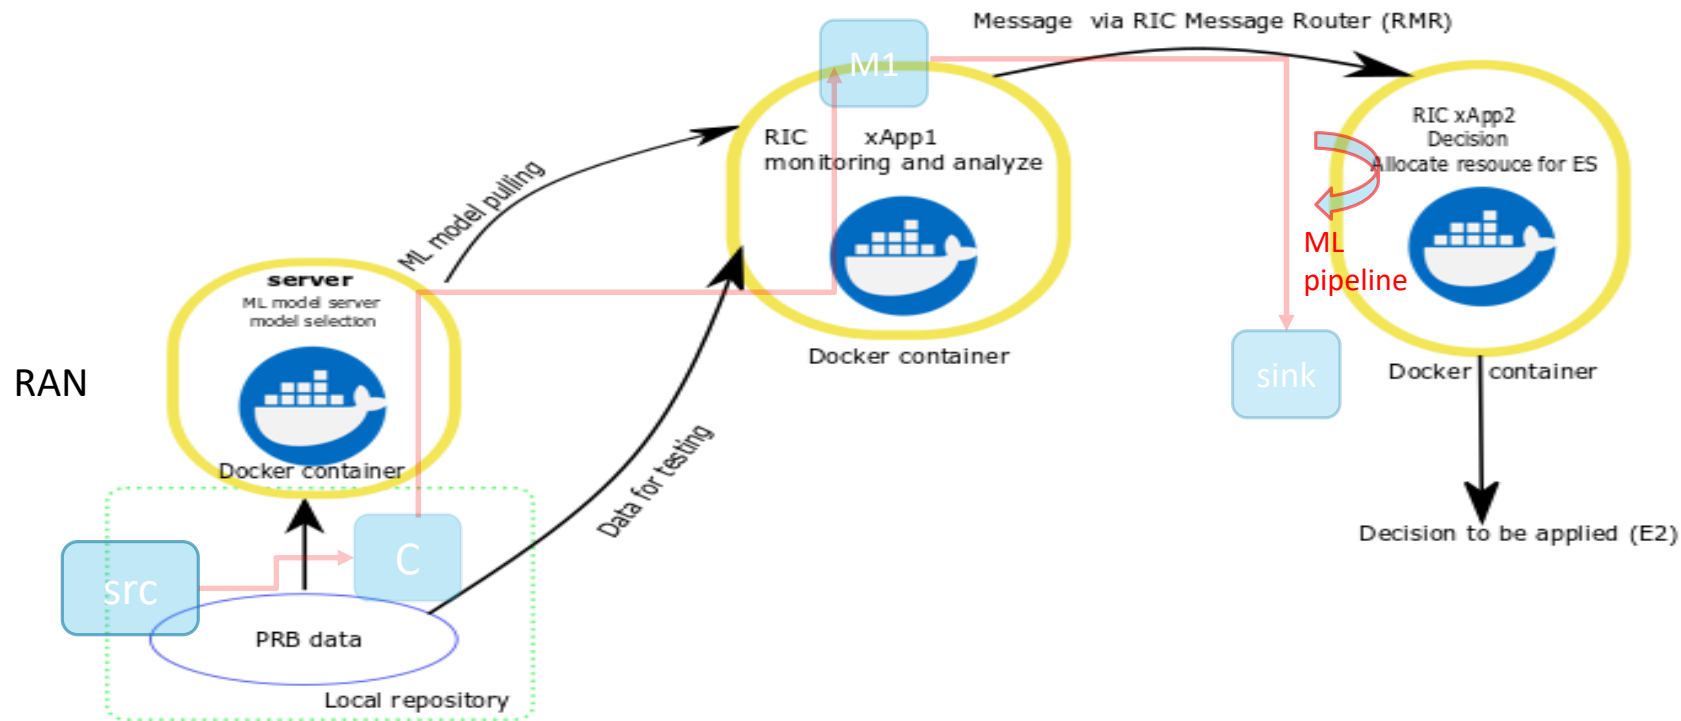 Message via RIC Message Router (RMR)
M1
RIC xApp1
monitoring and analyze
RIC xApp2
Decision
Allocate resouce for ES
ML model pulling
ML
pipeline
server
ML model server
model selection
Docker container
Docker container
sink
RAN
Data for testing
Docker container
src
C
Decision to be applied (E2)
PRB data
Local repository